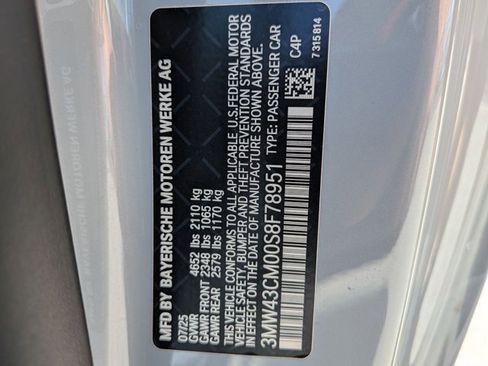 MFD BY BAYERISCHE MOTOREN WERKE AG
07/25
GVWR 4652 lbs 2110 kg
GAWR FRONT 2348 lbs 1065 kg
GAWR REAR 2579 lbs 1170 kg
THIS VEHICLE CONFORMS TO ALL APPLICABLE U.S.FEDERAL MOTOR
VEHICLE SAFETY, BUMPER AND THEFT PREVENTION STANDARDS
IN EFFECT ON THE DATE OF MANUFACTURE SHOWN ABOVE.
3MW43CM00S8F78951 TYPE: PASSENGER CAR
C4P
7315814